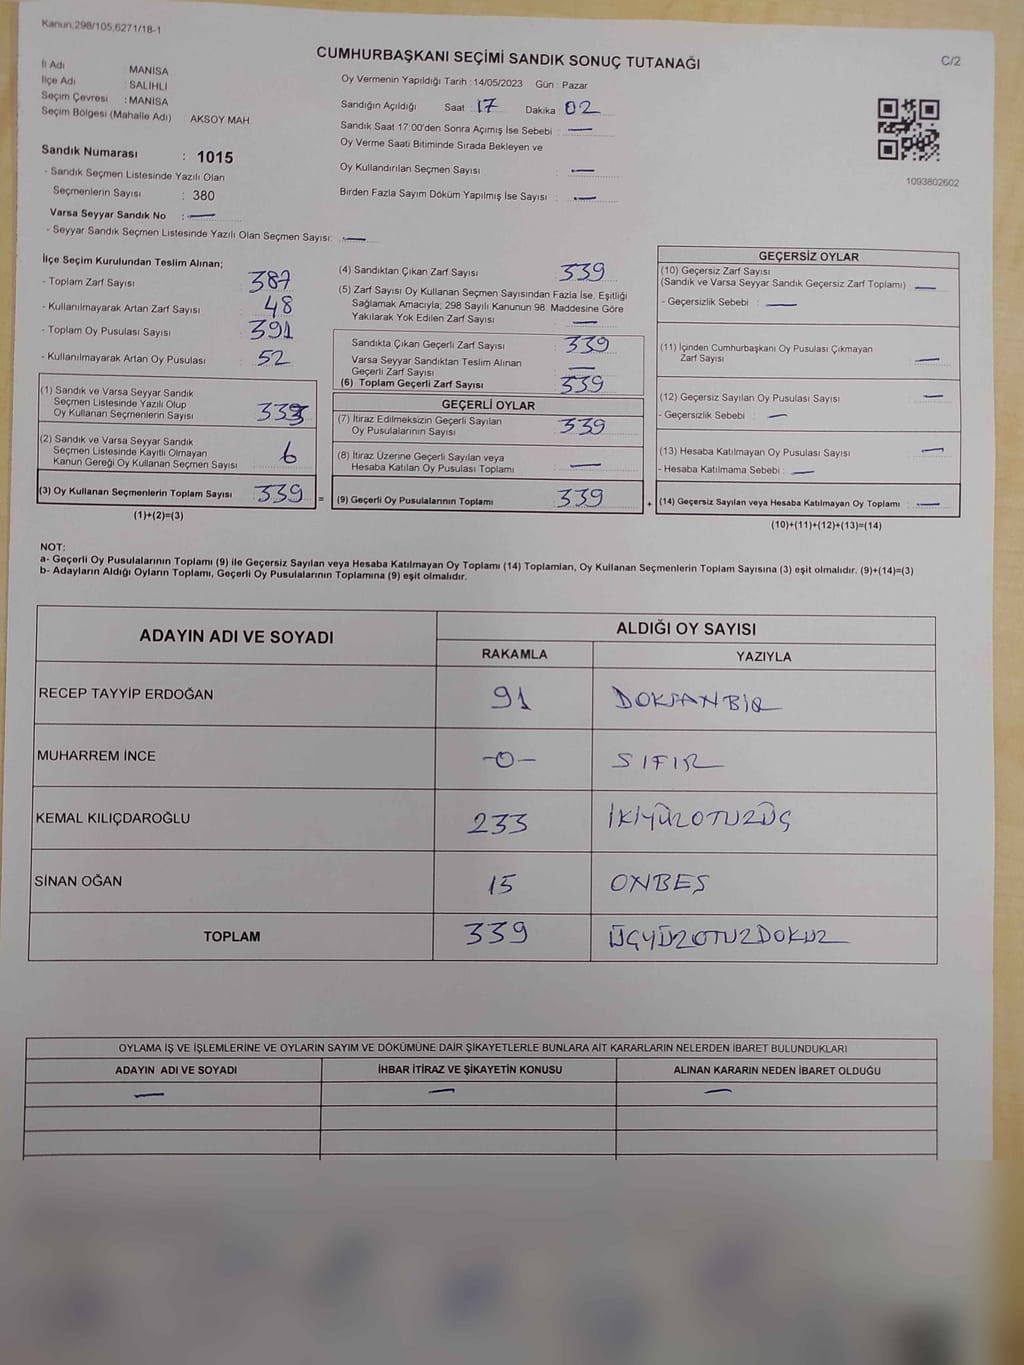 Kanun:298/105,6271/18-1
CUMHURBAŞKANI SEÇİMİ SANDIK SONUÇ TUTANAĞI
C/2
İl Adı : MANİSA
İlçe Adı : SALİHLİ
Seçim Çevresi : MANİSA
Seçim Bölgesi (Mahalle Adı) : AKSOY MAH
Sandık Numarası : 1015
- Sandık Seçmen Listesinde Yazılı Olan
Seçmenlerin Sayısı : 380
Varsa Seyyar Sandık No : —
- Seyyar Sandık Seçmen Listesinde Yazılı Olan Seçmen Sayısı: —
Oy Vermenin Yapıldığı Tarih : 14/05/2023 Gün : Pazar
Sandığın Açıldığı Saat : 17 Dakika : 02
Sandık Saat 17:00'den Sonra Açımış İse Sebebi : —
Oy Verme Saati Bitiminde Sırada Bekleyen ve
Oy Kullandırılan Seçmen Sayısı : —
Birden Fazla Sayım Döküm Yapılmış İse Sayısı : —
1093802602
İlçe Seçim Kurulundan Teslim Alınan;
- Toplam Zarf Sayısı : 387
- Kullanılmayarak Artan Zarf Sayısı : 48
- Toplam Oy Pusulası Sayısı : 391
- Kullanılmayarak Artan Oy Pusulası : 52
(1) Sandık ve Varsa Seyyar Sandık
Seçmen Listesinde Yazılı Olup
Oy Kullanan Seçmenlerin Sayısı : 333
(2) Sandık ve Varsa Seyyar Sandık
Seçmen Listesinde Kayıtlı Olmayan
Kanun Gereği Oy Kullanan Seçmen Sayısı : 6
(3) Oy Kullanan Seçmenlerin Toplam Sayısı : 339 =
(1)+(2)=(3)
(4) Sandıktan Çıkan Zarf Sayısı : 339
(5) Zarf Sayısı Oy Kullanan Seçmen Sayısından Fazla İse, Eşitliği
Sağlamak Amacıyla; 298 Sayılı Kanunun 98. Maddesine Göre
Yakılarak Yok Edilen Zarf Sayısı : —
Sandıkta Çıkan Geçerli Zarf Sayısı : 339
Varsa Seyyar Sandıktan Teslim Alınan
Geçerli Zarf Sayısı : —
(6) Toplam Geçerli Zarf Sayısı : 339
GEÇERLİ OYLAR
(7) İtiraz Edilmeksizin Geçerli Sayılan
Oy Pusulalarının Sayısı : 339
(8) İtiraz Üzerine Geçerli Sayılan veya
Hesaba Katılan Oy Pusulası Toplamı : —
(9) Geçerli Oy Pusulalarının Toplamı : 339 +
GEÇERSİZ OYLAR
(10) Geçersiz Zarf Sayısı
(Sandık ve Varsa Seyyar Sandık Geçersiz Zarf Toplamı) : —
- Geçersizlik Sebebi : —
(11) İçinden Cumhurbaşkanı Oy Pusulası Çıkmayan
Zarf Sayısı : —
(12) Geçersiz Sayılan Oy Pusulası Sayısı : —
- Geçersizlik Sebebi : —
(13) Hesaba Katılmayan Oy Pusulası Sayısı : —
- Hesaba Katılmama Sebebi : —
(14) Geçersiz Sayılan veya Hesaba Katılmayan Oy Toplamı : —
(10)+(11)+(12)+(13)=(14)
NOT:
a- Geçerli Oy Pusulalarının Toplamı (9) ile Geçersiz Sayılan veya Hesaba Katılmayan Oy Toplamı (14) Toplamları, Oy Kullanan Seçmenlerin Toplam Sayısına (3) eşit olmalıdır. (9)+(14)=(3)
b- Adayların Aldığı Oyların Toplamı, Geçerli Oy Pusulalarının Toplamına (9) eşit olmalıdır.
ADAYIN ADI VE SOYADI ALDIĞI OY SAYISI
RAKAMLA YAZIYLA
RECEP TAYYİP ERDOĞAN 91 DOKSANBİR
MUHARREM İNCE -0- SIFIR
KEMAL KILIÇDAROĞLU 233 İKİYÜZOTUZÜÇ
SİNAN OĞAN 15 ONBEŞ
TOPLAM 339 ÜÇYÜZOTUZDOKUZ
OYLAMA İŞ VE İŞLEMLERİNE VE OYLARIN SAYIM VE DÖKÜMÜNE DAİR ŞİKAYETLERLE BUNLARA AİT KARARLARIN NELERDEN İBARET BULUNDUKLARI
ADAYIN ADI VE SOYADI İHBAR İTİRAZ VE ŞİKAYETİN KONUSU ALINAN KARARIN NEDEN İBARET OLDUĞU
— — —